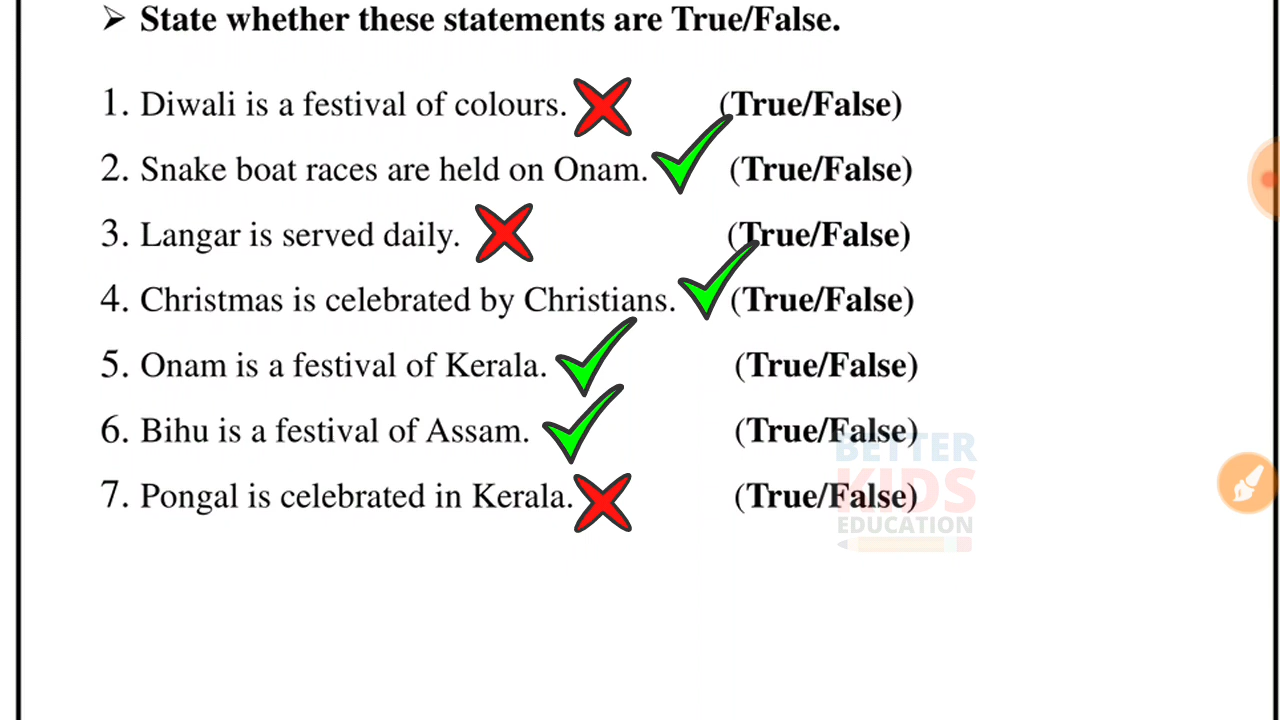 ➢ State whether these statements are True/False.
1. Diwali is a festival of colours. (True/False)
2. Snake boat races are held on Onam. (True/False)
3. Langar is served daily. (True/False)
4. Christmas is celebrated by Christians. (True/False)
5. Onam is a festival of Kerala. (True/False)
6. Bihu is a festival of Assam. (True/False)
7. Pongal is celebrated in Kerala. (True/False)
BETTER
KIDS
EDUCATION